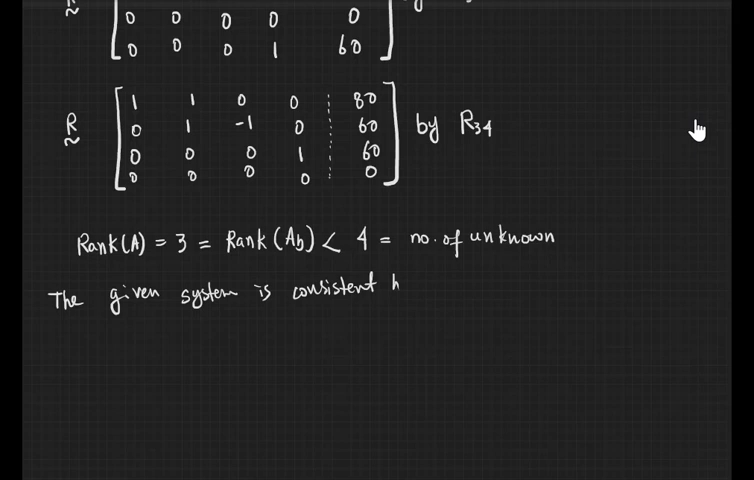 0 0 0 0 0
0 0 0 1 60
R ~ [ 1 1 0 0 80
0 1 -1 0 60 ] by R34
0 0 0 1 60
0 0 0 0 0
Rank(A) = 3 = Rank(Ab) < 4 = no. of unknown
The given system is consistent h